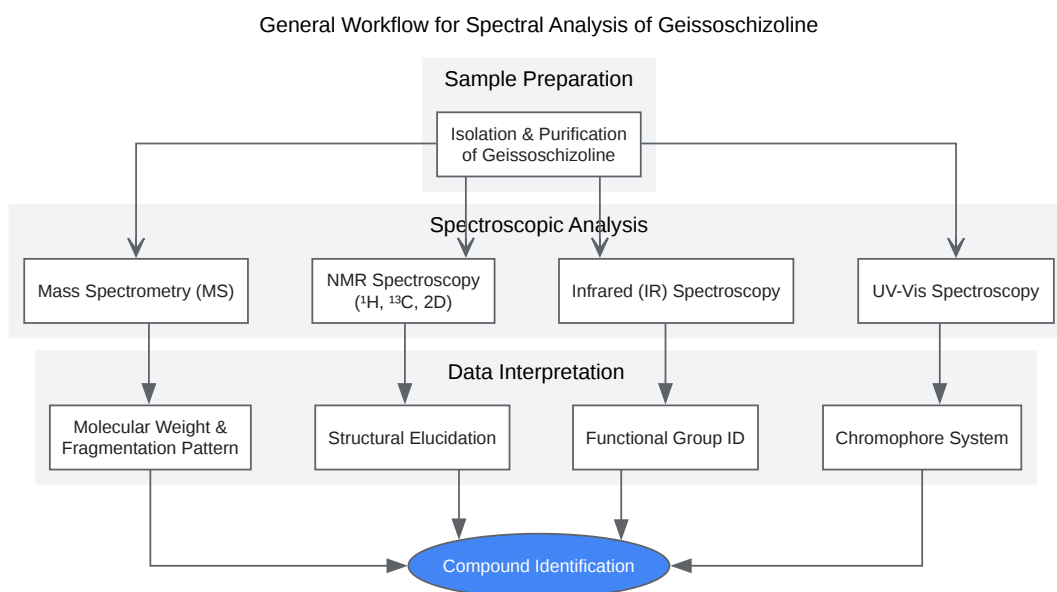 General Workflow for Spectral Analysis of Geissoschizoline
Sample Preparation
Isolation & Purification
of Geissoschizoline
Spectroscopic Analysis
Mass Spectrometry (MS)
NMR Spectroscopy
(¹H, ¹³C, 2D)
Infrared (IR) Spectroscopy
UV-Vis Spectroscopy
Data Interpretation
Molecular Weight &
Fragmentation Pattern
Structural Elucidation
Functional Group ID
Chromophore System
Compound Identification